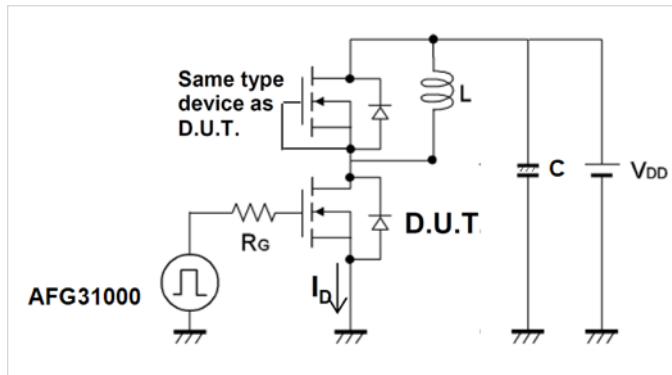 Same type
device as
D.U.T.
L
C
VDD
D.U.T.
RG
ID
AFG31000